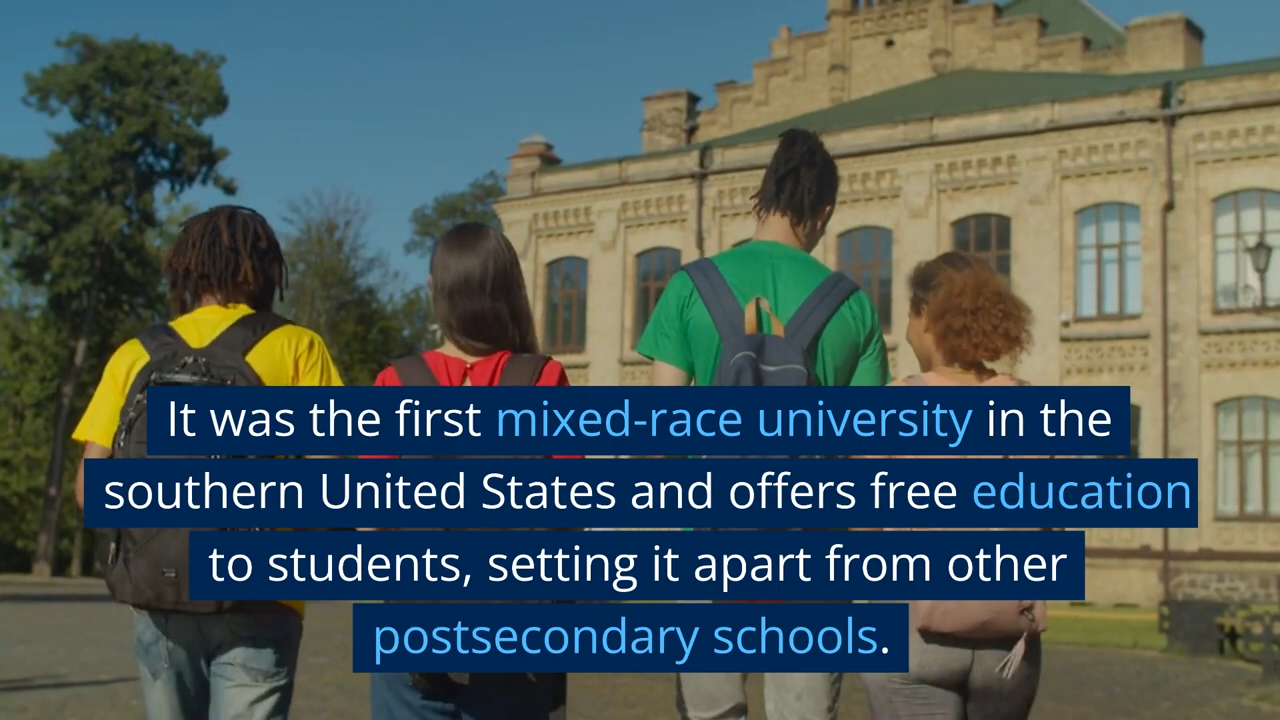 It was the first mixed-race university in the
southern United States and offers free education
to students, setting it apart from other
postsecondary schools.